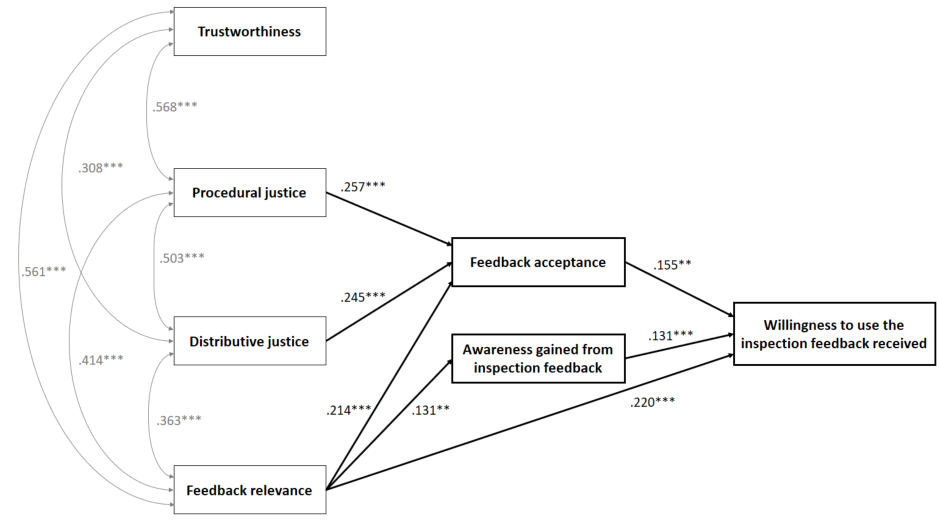 Trustworthiness
.568***
.308***
Procedural justice
.257***
.503***
.561***
Feedback acceptance
.155**
.245***
Distributive justice
Willingness to use the
inspection feedback received
.131***
Awareness gained from
inspection feedback
.414***
.363***
.214***
.131**
.220***
Feedback relevance